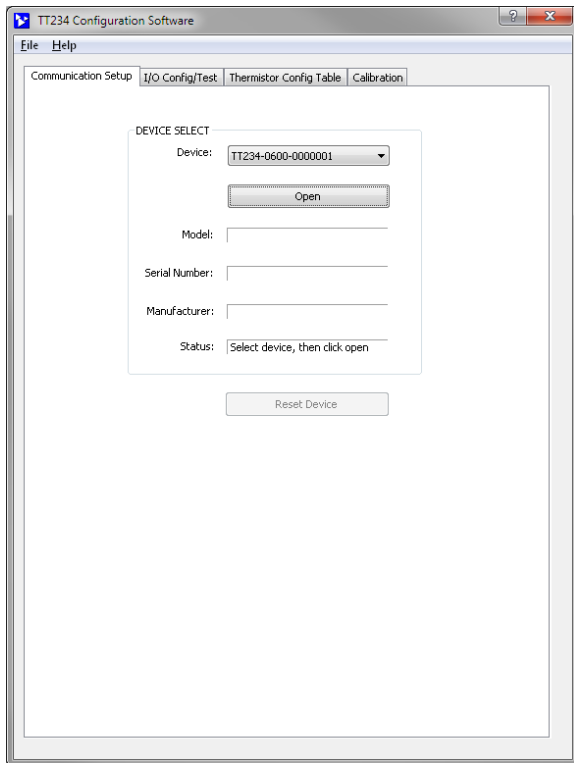 TT234 Configuration Software
File Help
Communication Setup I/O Config/Test Thermistor Config Table Calibration
DEVICE SELECT
Device: TT234-0600-0000001
Open
Model:
Serial Number:
Manufacturer:
Status: Select device, then click open
Reset Device